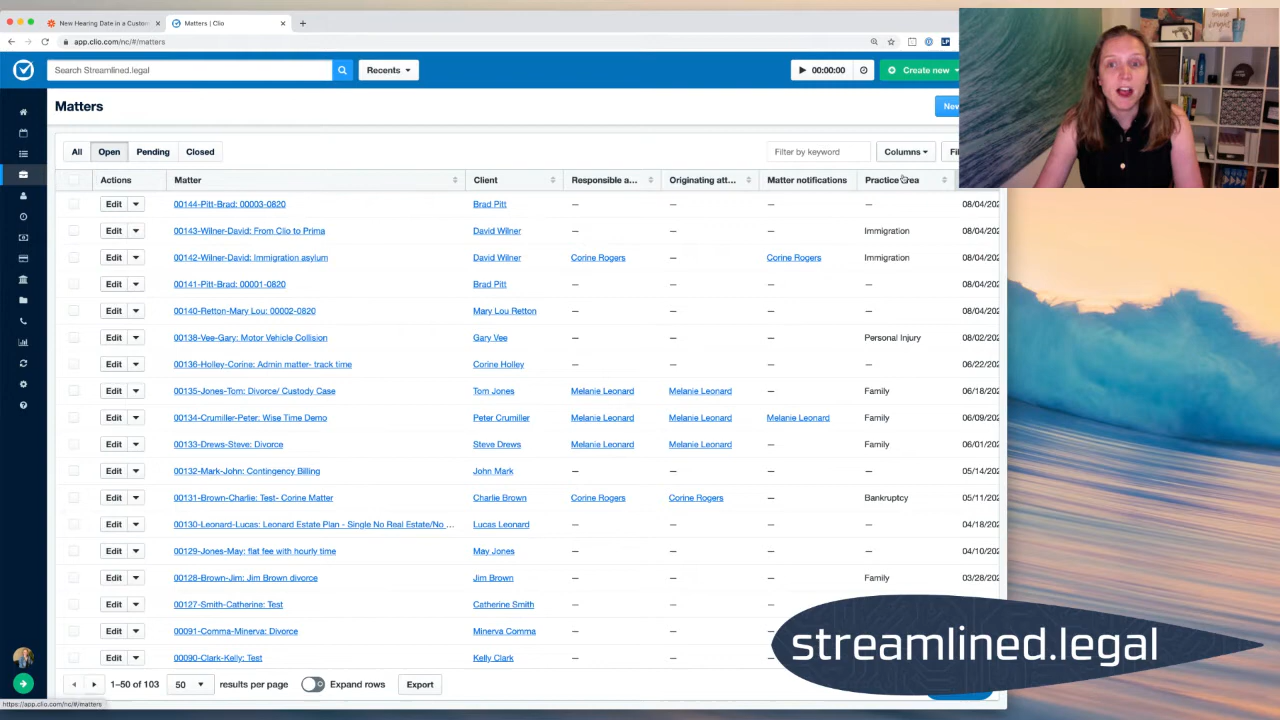 New Hearing Date in a Custom
Matters | Clio
app.clio.com/nc/#/matters
Search Streamlined.legal
Recents
00:00:00
Create new
Matters
New
All Open Pending Closed
Filter by keyword
Columns
Fil
Actions Matter Client Responsible a... Originating att... Matter notifications Practice area
Edit 00144-Pitt-Brad: 00003-0820 Brad Pitt — — — — 08/04/202
Edit 00143-Wilner-David: From Clio to Prima David Wilner — — — Immigration 08/04/202
Edit 00142-Wilner-David: Immigration asylum David Wilner Corine Rogers — Corine Rogers Immigration 08/04/202
Edit 00141-Pitt-Brad: 00001-0820 Brad Pitt — — — — 08/04/202
Edit 00140-Retton-Mary Lou: 00002-0820 Mary Lou Retton — — — — 08/04/202
Edit 00138-Vee-Gary: Motor Vehicle Collision Gary Vee — — — Personal Injury 08/02/202
Edit 00136-Holley-Corine: Admin matter- track time Corine Holley — — — — 06/22/202
Edit 00135-Jones-Tom: Divorce/ Custody Case Tom Jones Melanie Leonard Melanie Leonard — Family 06/18/202
Edit 00134-Crumiller-Peter: Wise Time Demo Peter Crumiller Melanie Leonard Melanie Leonard Melanie Leonard Family 06/09/202
Edit 00133-Drews-Steve: Divorce Steve Drews Melanie Leonard Melanie Leonard — Family 06/01/202
Edit 00132-Mark-John: Contingency Billing John Mark — — — — 05/14/202
Edit 00131-Brown-Charlie: Test- Corine Matter Charlie Brown Corine Rogers Corine Rogers — Bankruptcy 05/11/202
Edit 00130-Leonard-Lucas: Leonard Estate Plan - Single No Real Estate/No ... Lucas Leonard — — — — 04/18/202
Edit 00129-Jones-May: flat fee with hourly time May Jones — — — — 04/10/202
Edit 00128-Brown-Jim: Jim Brown divorce Jim Brown — — — Family 03/28/202
Edit 00127-Smith-Catherine: Test Catherine Smith — — —
Edit 00091-Comma-Minerva: Divorce Minerva Comma — —
Edit 00090-Clark-Kelly: Test Kelly Clark — —
streamlined.legal
1–50 of 103 50 results per page Expand rows Export
https://app.clio.com/nc/#/matters